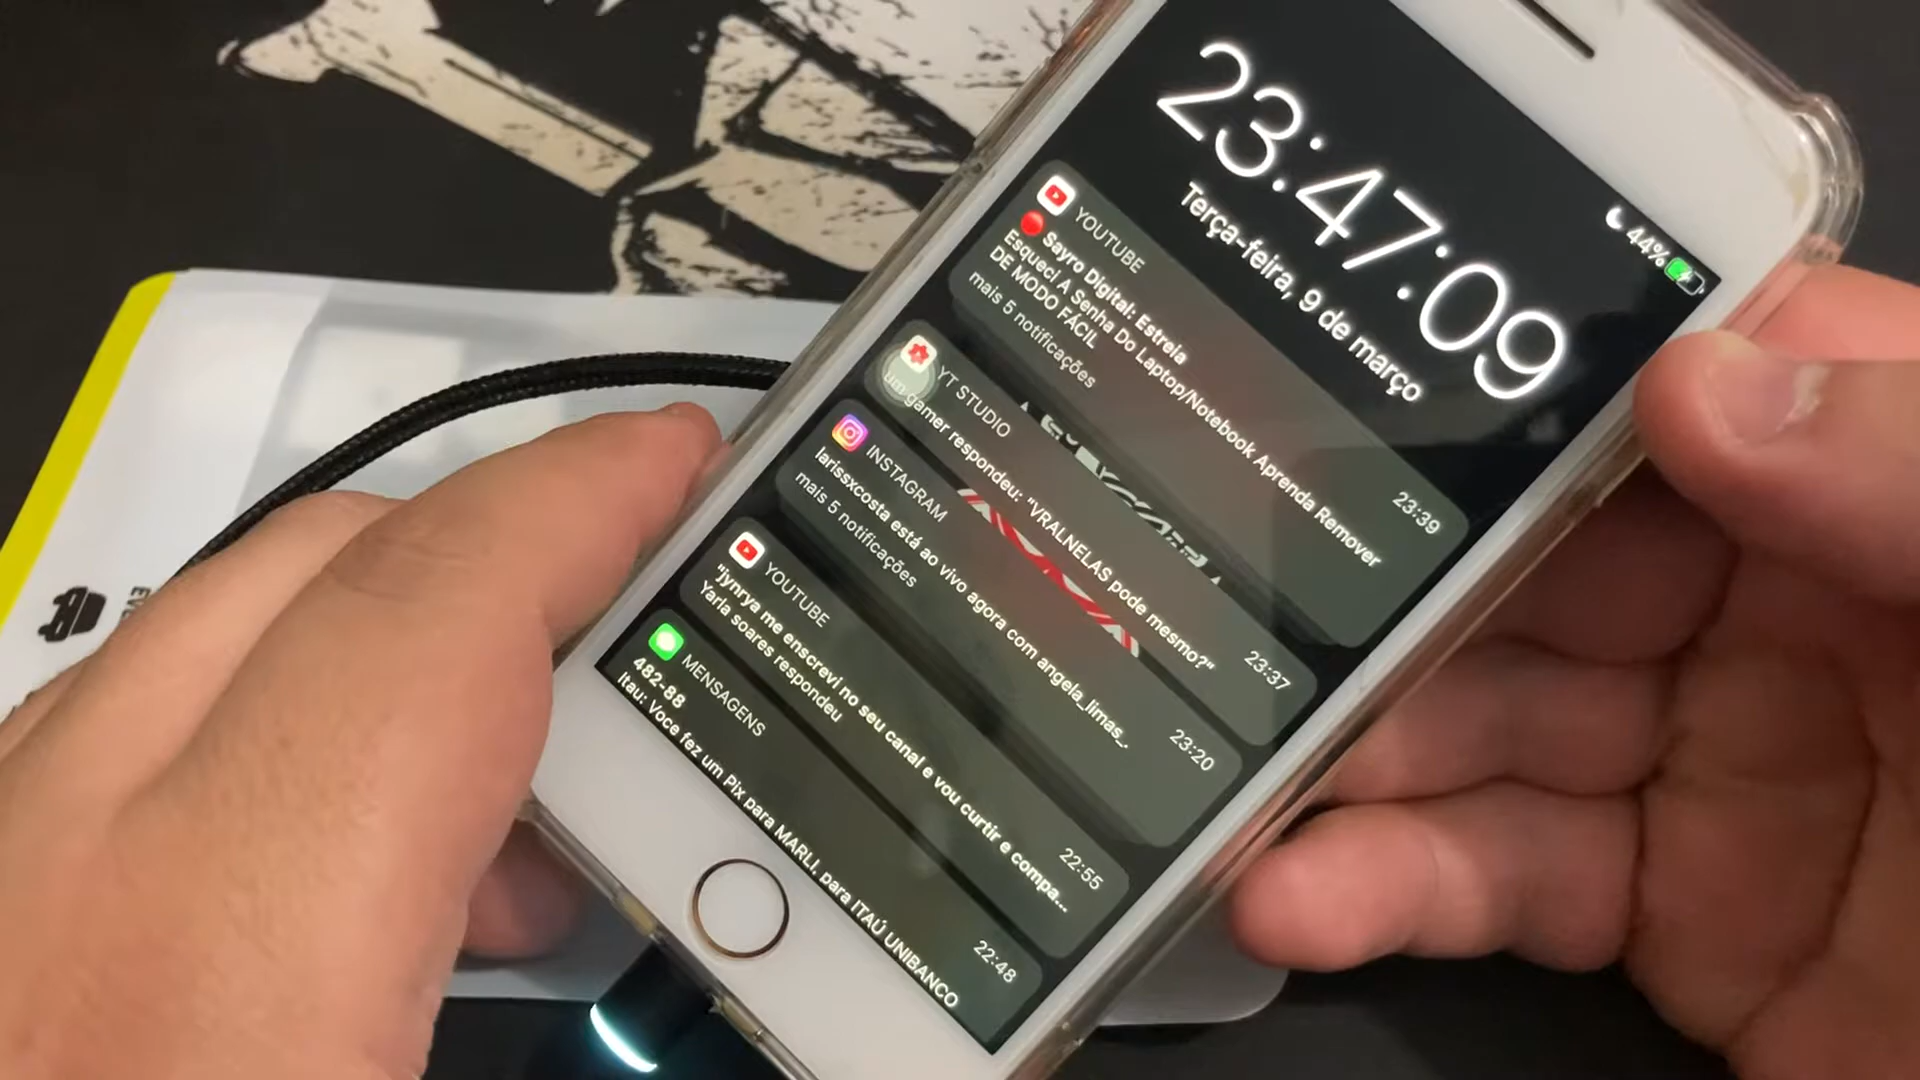 44%
23:47:09
Terça-feira, 9 de março
YOUTUBE
23:39
Sayro Digital: Estreia
Esqueci A Senha Do Laptop/Notebook Aprenda Remover
DE MODO FÁCIL
mais 5 notificações
YT STUDIO
23:37
um gamer respondeu: "VRALNELAS pode mesmo?"
INSTAGRAM
23:20
larissxcosta está ao vivo agora com angela_limas_.
mais 5 notificações
YOUTUBE
22:55
"jynrya me enscrevi no seu canal e vou curtir e compa...
Yarla soares respondeu
MENSAGENS
22:48
482-88
Itau: Voce fez um Pix para MARLI, para ITAÚ UNIBANCO